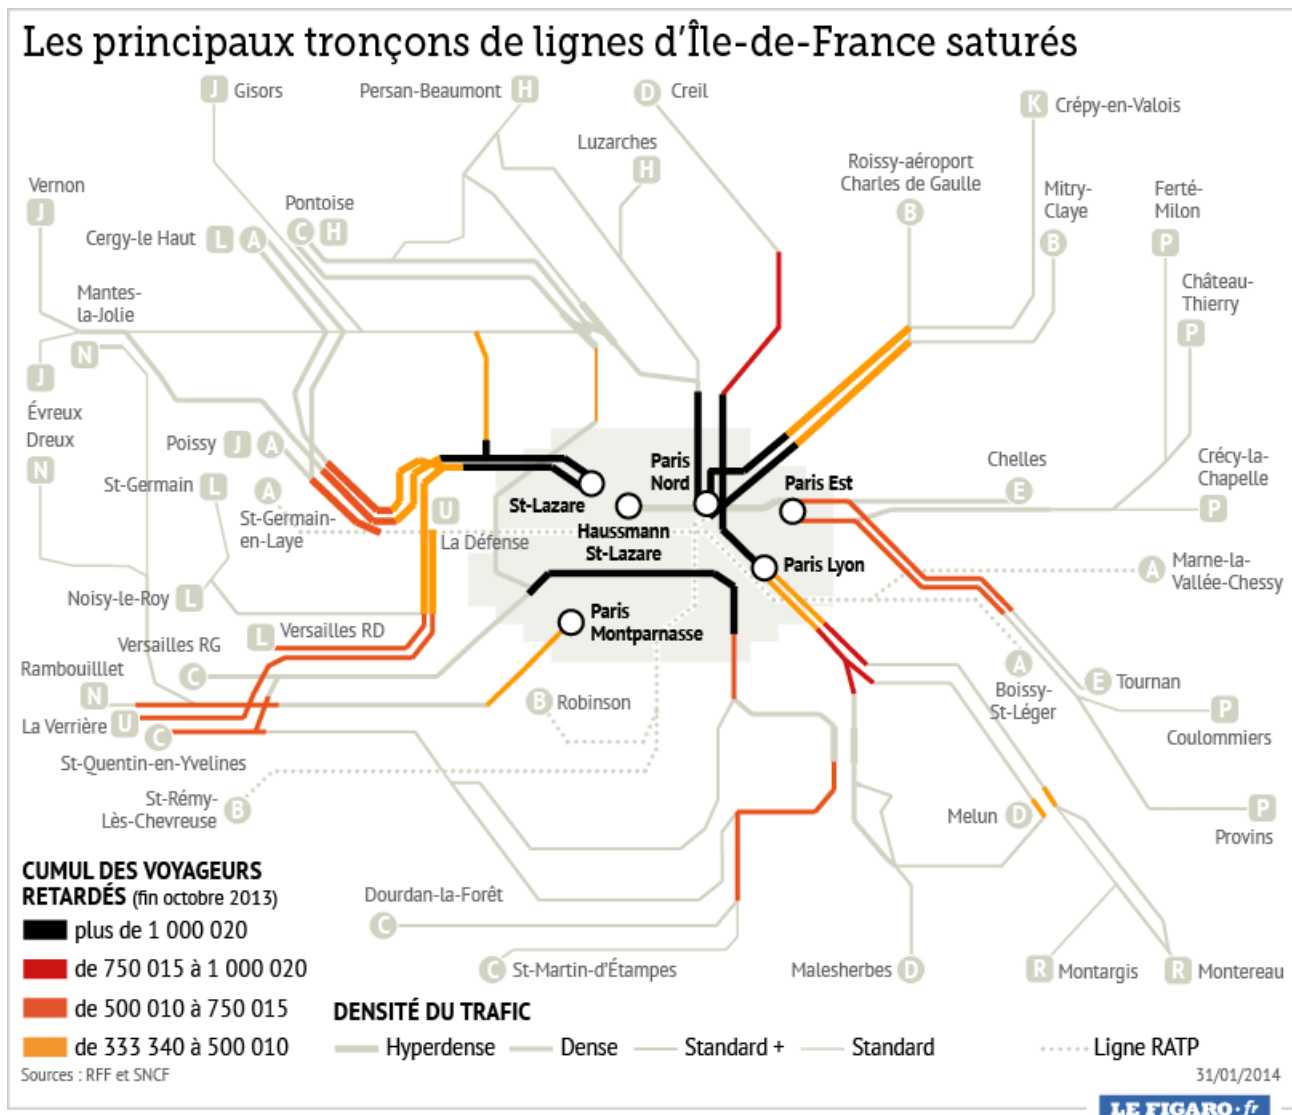 Les principaux tronçons de lignes d'Île-de-France saturés
J Gisors
Persan-Beaumont H
D Creil
K Crépy-en-Valois
Luzarches
H
Roissy-aéroport
Charles de Gaulle
B
Mitry-
Claye
B
Ferté-
Milon
P
Vernon
J
Pontoise
C H
Cergy-le Haut L A
Château-
Thierry
P
Mantes-
la-Jolie
N
J
Évreux
Dreux
N
Poissy J A
St-Germain L
A
St-Germain-
en-Laye
U
La Défense
St-Lazare
Haussmann
St-Lazare
Paris
Nord
Paris Est
Chelles
E
Crécy-la-
Chapelle
P
Paris Lyon
A Marne-la-
Vallée-Chessy
Noisy-le-Roy L
Paris
Montparnasse
L Versailles RD
Versailles RG
C
Rambouilllet
N
La Verrière U
C
St-Quentin-en-Yvelines
B Robinson
A
Boissy-
St-Léger
E Tournan
P
Coulommiers
St-Rémy-
Lès-Chevreuse B
Melun D
P
Provins
Dourdan-la-Forêt
C
C St-Martin-d'Étampes
Malesherbes D
R Montargis
R Montereau
CUMUL DES VOYAGEURS
RETARDÉS (fin octobre 2013)
plus de 1 000 020
de 750 015 à 1 000 020
de 500 010 à 750 015
de 333 340 à 500 010
DENSITÉ DU TRAFIC
Hyperdense Dense Standard + Standard Ligne RATP
Sources : RFF et SNCF
31/01/2014
LE FIGARO·fr